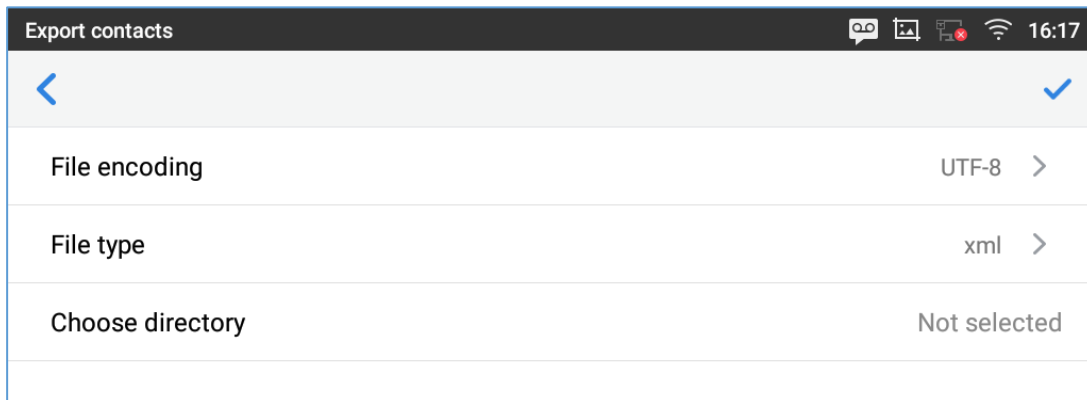 Export contacts 16:17
File encoding UTF-8
File type xml
Choose directory Not selected